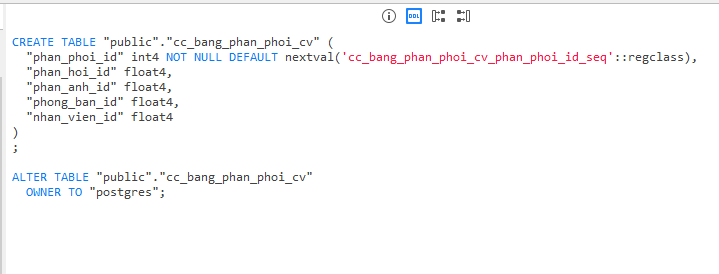 DDL
CREATE TABLE "public"."cc_bang_phan_phoi_cv" (
  "phan_phoi_id" int4 NOT NULL DEFAULT nextval('cc_bang_phan_phoi_cv_phan_phoi_id_seq'::regclass),
  "phan_hoi_id" float4,
  "phan_anh_id" float4,
  "phong_ban_id" float4,
  "nhan_vien_id" float4
)
;
ALTER TABLE "public"."cc_bang_phan_phoi_cv"
  OWNER TO "postgres";